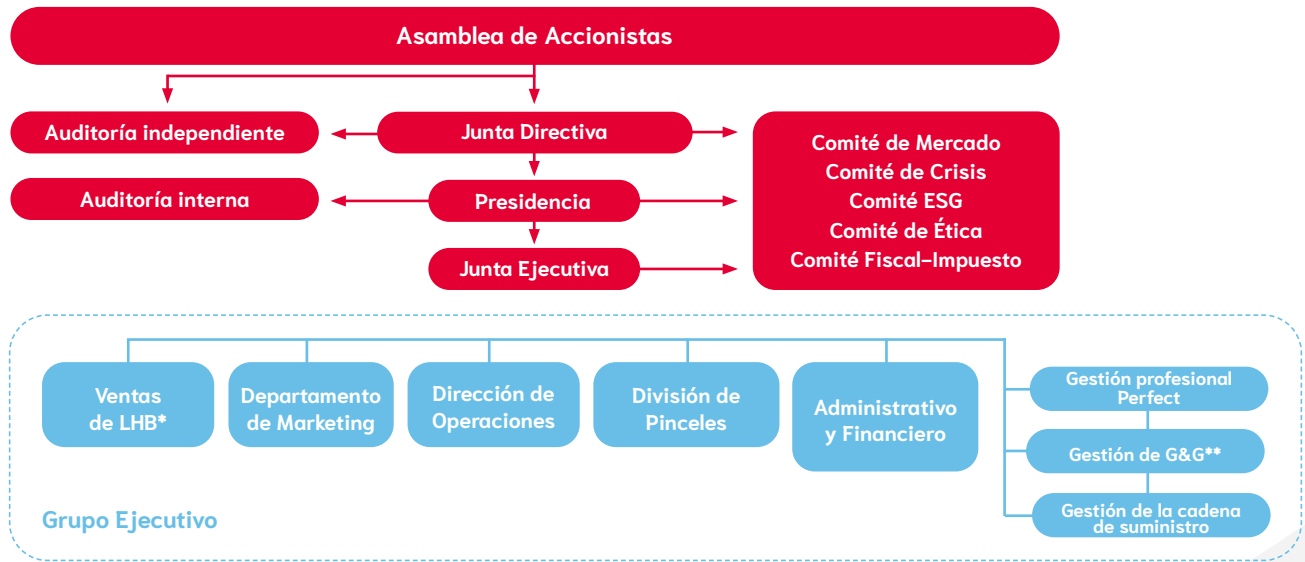 Asamblea de Accionistas
Auditoría independiente
Junta Directiva
Auditoría interna
Presidencia
Junta Ejecutiva
Comité de Mercado
Comité de Crisis
Comité ESG
Comité de Ética
Comité Fiscal–Impuesto
Ventas
de LHB*
Departamento
de Marketing
Dirección de
Operaciones
División de
Pinceles
Administrativo
y Financiero
Gestión profesional
Perfect
Gestión de G&G**
Gestión de la cadena
de suministro
Grupo Ejecutivo